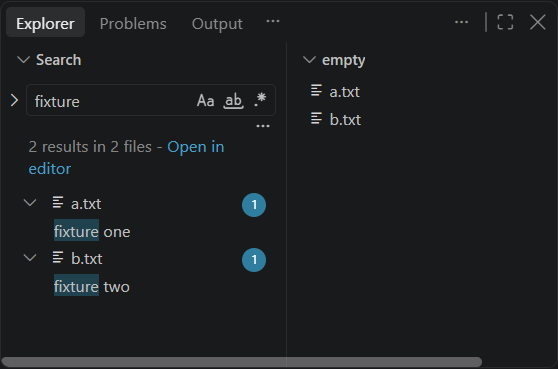 Explorer Problems Output ···
Search
fixture Aa ab .*
···
2 results in 2 files - Open in
editor
a.txt 1
fixture one
b.txt 1
fixture two
···
empty
a.txt
b.txt